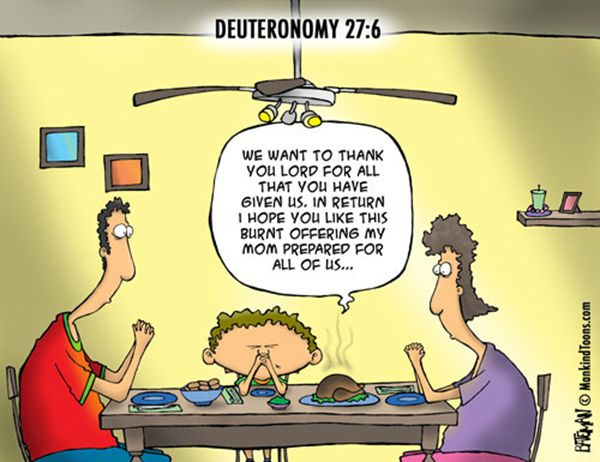 DEUTERONOMY 27:6
WE WANT TO THANK
YOU LORD FOR ALL
THAT YOU HAVE
GIVEN US. IN RETURN
I HOPE YOU LIKE THIS
BURNT OFFERING MY
MOM PREPARED FOR
ALL OF US...
BATEMAN © MankindToons.com